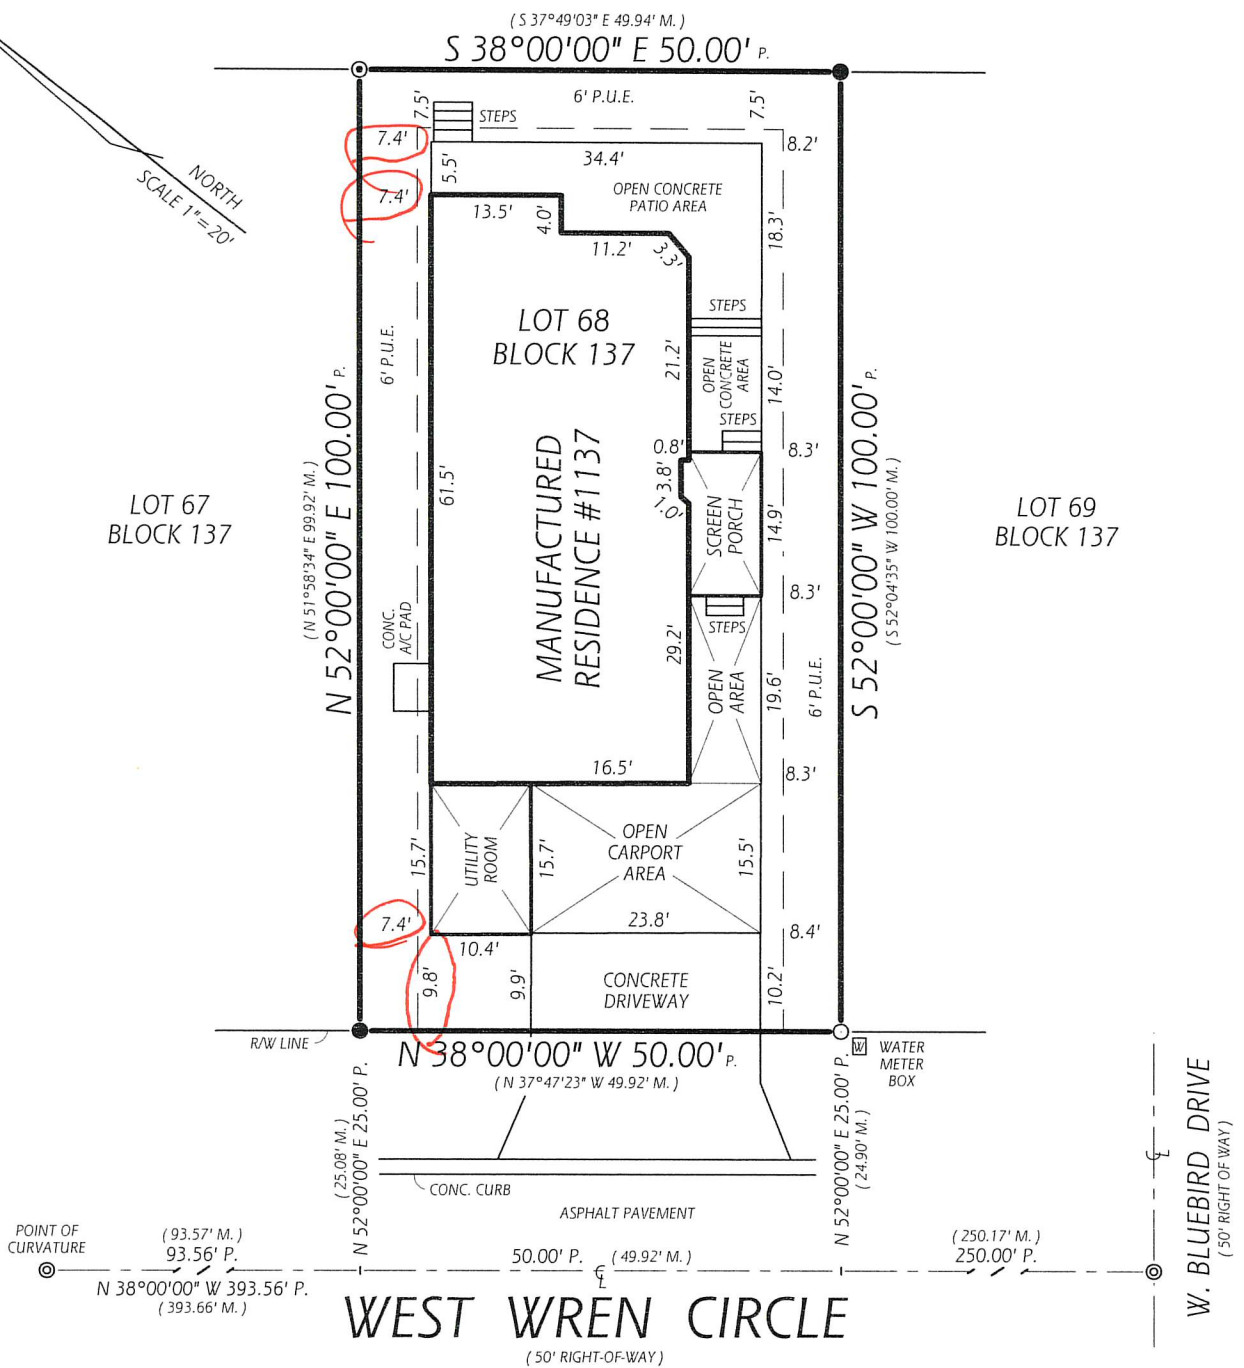 ( S 37°49'03" E 49.94' M. )
S 38°00'00" E 50.00' P.
6' P.U.E.
7.5'
STEPS
7.5'
7.4'
8.2'
34.4'
NORTH
SCALE 1"= 20'
7.4'
5.5'
OPEN CONCRETE
PATIO AREA
13.5'
4.0'
11.2'
3.3'
18.3'
LOT 68
BLOCK 137
STEPS
6' P.U.E.
21.2'
OPEN
CONCRETE
AREA
14.0'
STEPS
N 52°00'00" E 100.00' P.
( N 51°58'34" E 99.92' M. )
S 52°00'00" W 100.00' P.
( S 52°04'35" W 100.00' M. )
0.8'
8.3'
3.8'
1.0'
61.5'
MANUFACTURED
RESIDENCE #1137
SCREEN
PORCH
14.9'
LOT 67
BLOCK 137
LOT 69
BLOCK 137
8.3'
CONC.
A/C PAD
STEPS
29.2'
OPEN
AREA
19.6'
6' P.U.E.
16.5'
8.3'
15.7'
UTILITY
ROOM
15.7'
OPEN
CARPORT
AREA
15.5'
7.4'
23.8'
8.4'
10.4'
9.8'
9.9'
CONCRETE
DRIVEWAY
10.2'
R/W LINE
N 38°00'00" W 50.00' P.
( N 37°47'23" W 49.92' M. )
W
WATER
METER
BOX
( 25.08' M. )
N 52°00'00" E 25.00' P.
N 52°00'00" E 25.00' P.
( 24.90' M. )
CONC. CURB
ASPHALT PAVEMENT
W. BLUEBIRD DRIVE
( 50' RIGHT OF WAY )
POINT OF
CURVATURE
( 93.57' M. )
93.56' P.
50.00' P.
( 49.92' M. )
( 250.17' M. )
250.00' P.
N 38°00'00" W 393.56' P.
( 393.66' M. )
WEST WREN CIRCLE
( 50' RIGHT-OF-WAY )